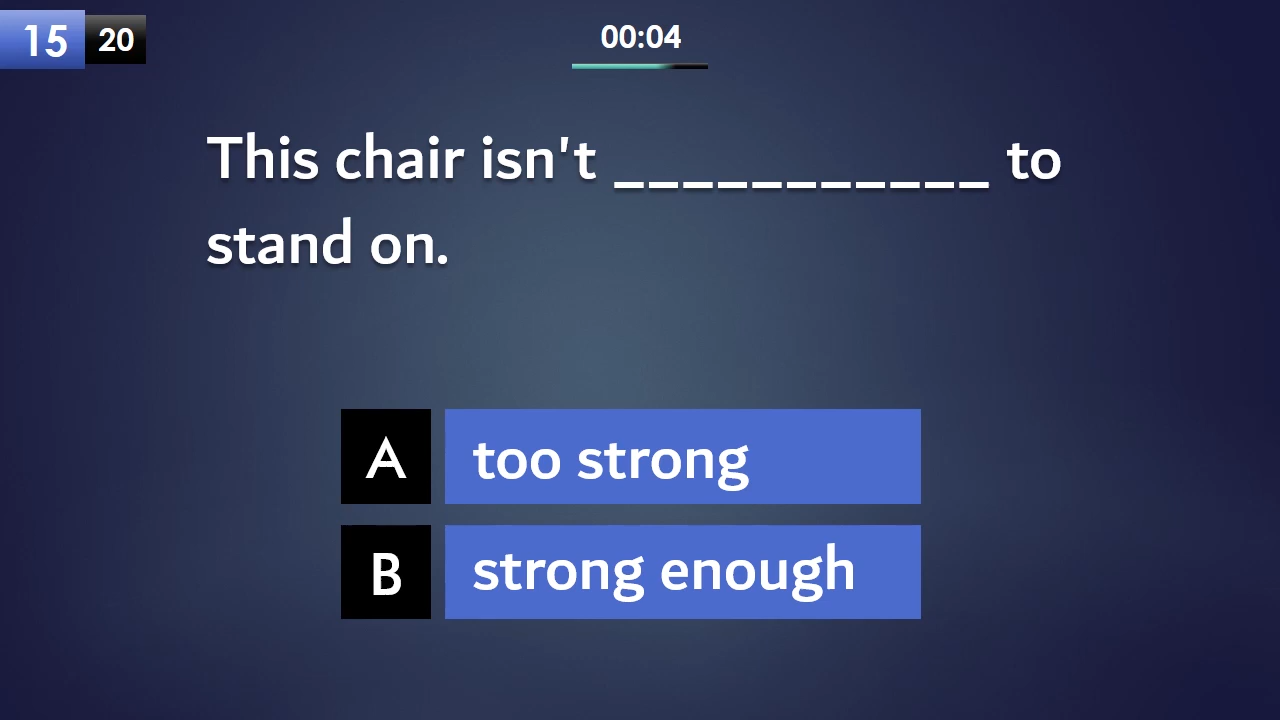 15 20
00:04
This chair isn't ___________ to
stand on.
A too strong
B strong enough